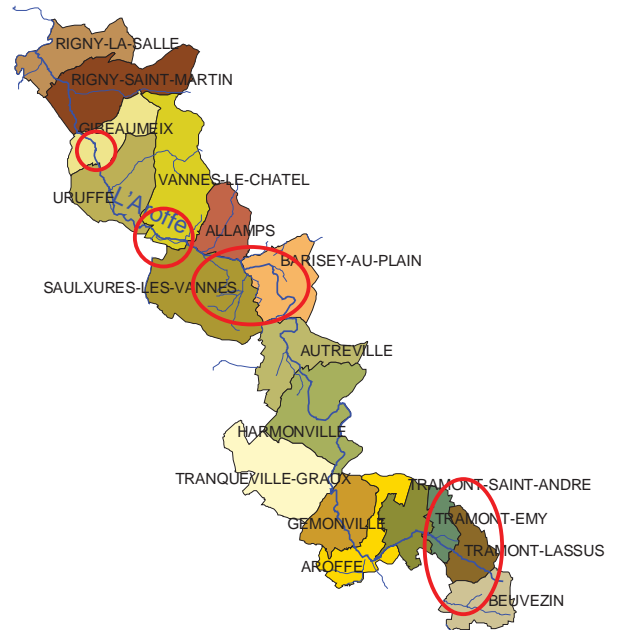 RIGNY-LA-SALLE
RIGNY-SAINT-MARTIN
GIBEAUMEIX
VANNES-LE-CHATEL
URUFFE
L'Aroffe
ALLAMPS
BARISEY-AU-PLAIN
SAULXURES-LES-VANNES
AUTREVILLE
HARMONVILLE
TRANQUEVILLE-GRAUX
TRAMONT-SAINT-ANDRE
GEMONVILLE
TRAMONT-EMY
TRAMONT-LASSUS
AROFFE
BEUVEZIN